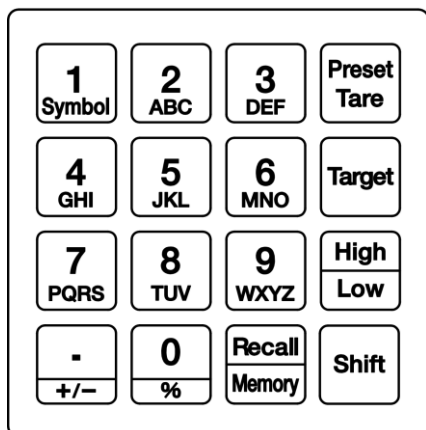 1 2 3 Preset
Symbol ABC DEF Tare
4 5 6 Target
GHI JKL MNO
7 8 9 High
PQRS TUV WXYZ Low
. 0 Recall Shift
+/− % Memory